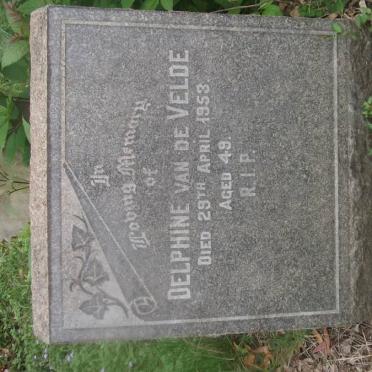 In
Loving Memory
of
DELPHINE VAN DE VELDE
DIED 29TH APRIL 1953.
AGED 49.
R.I.P.